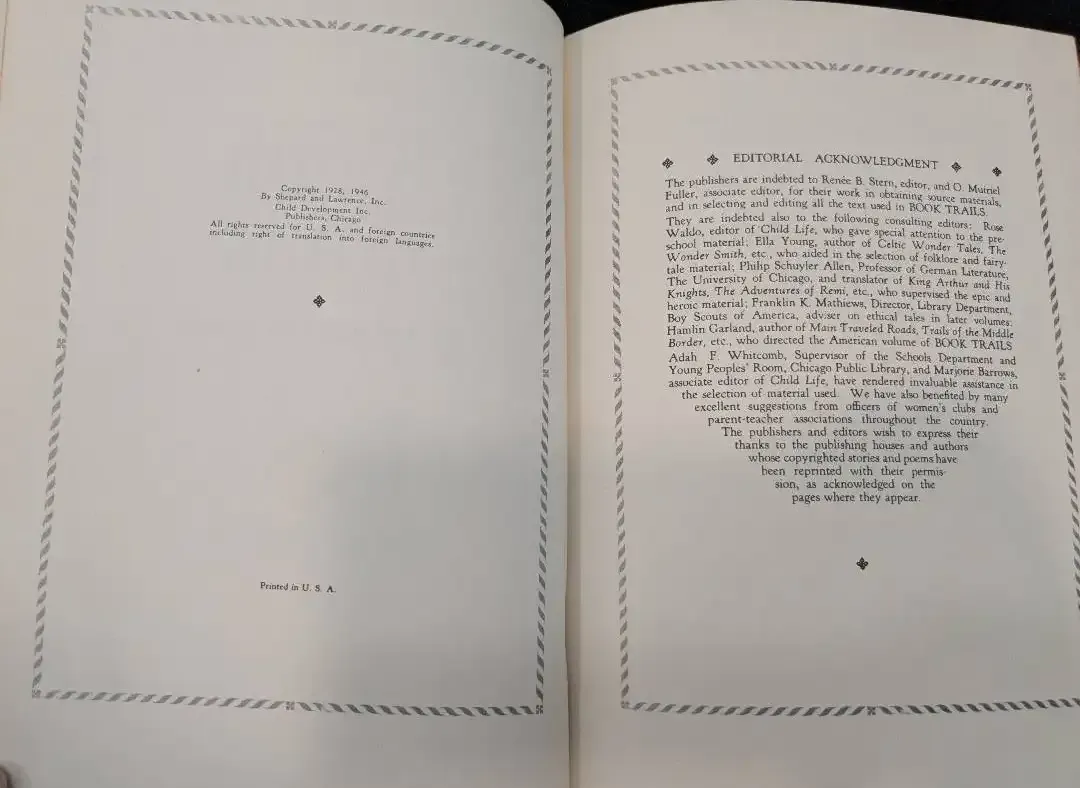 Copyright 1928, 1946
By Shepard and Lawrence, Inc.
Child Development Inc.
Publishers, Chicago
All rights reserved for U. S. A. and foreign countries
including right of translation into foreign languages.
Printed in U. S. A.
EDITORIAL ACKNOWLEDGMENT
The publishers are indebted to Renée B. Stern, editor, and O. Muiriel
Fuller, associate editor, for their work in obtaining source materials,
and in selecting and editing all the text used in BOOK TRAILS.
They are indebted also to the following consulting editors: Rose
Waldo, editor of Child Life, who gave special attention to the pre-
school material; Ella Young, author of Celtic Wonder Tales, The
Wonder Smith, etc., who aided in the selection of folklore and fairy-
tale material; Philip Schuyler Allen, Professor of German Literature,
The University of Chicago, and translator of King Arthur and His
Knights, The Adventures of Remi, etc., who supervised the epic and
heroic material; Franklin K. Mathiews, Director, Library Department,
Boy Scouts of America, adviser on ethical tales in later volumes;
Hamlin Garland, author of Main Traveled Roads, Trails of the Middle
Border, etc., who directed the American volume of BOOK TRAILS
Adah F. Whitcomb, Supervisor of the Schools Department and
Young Peoples' Room, Chicago Public Library, and Marjorie Barrows,
associate editor of Child Life, have rendered invaluable assistance in
the selection of material used. We have also benefited by many
excellent suggestions from officers of women's clubs and
parent-teacher associations throughout the country.
The publishers and editors wish to express their
thanks to the publishing houses and authors
whose copyrighted stories and poems have
been reprinted with their permis-
sion, as acknowledged on the
pages where they appear.